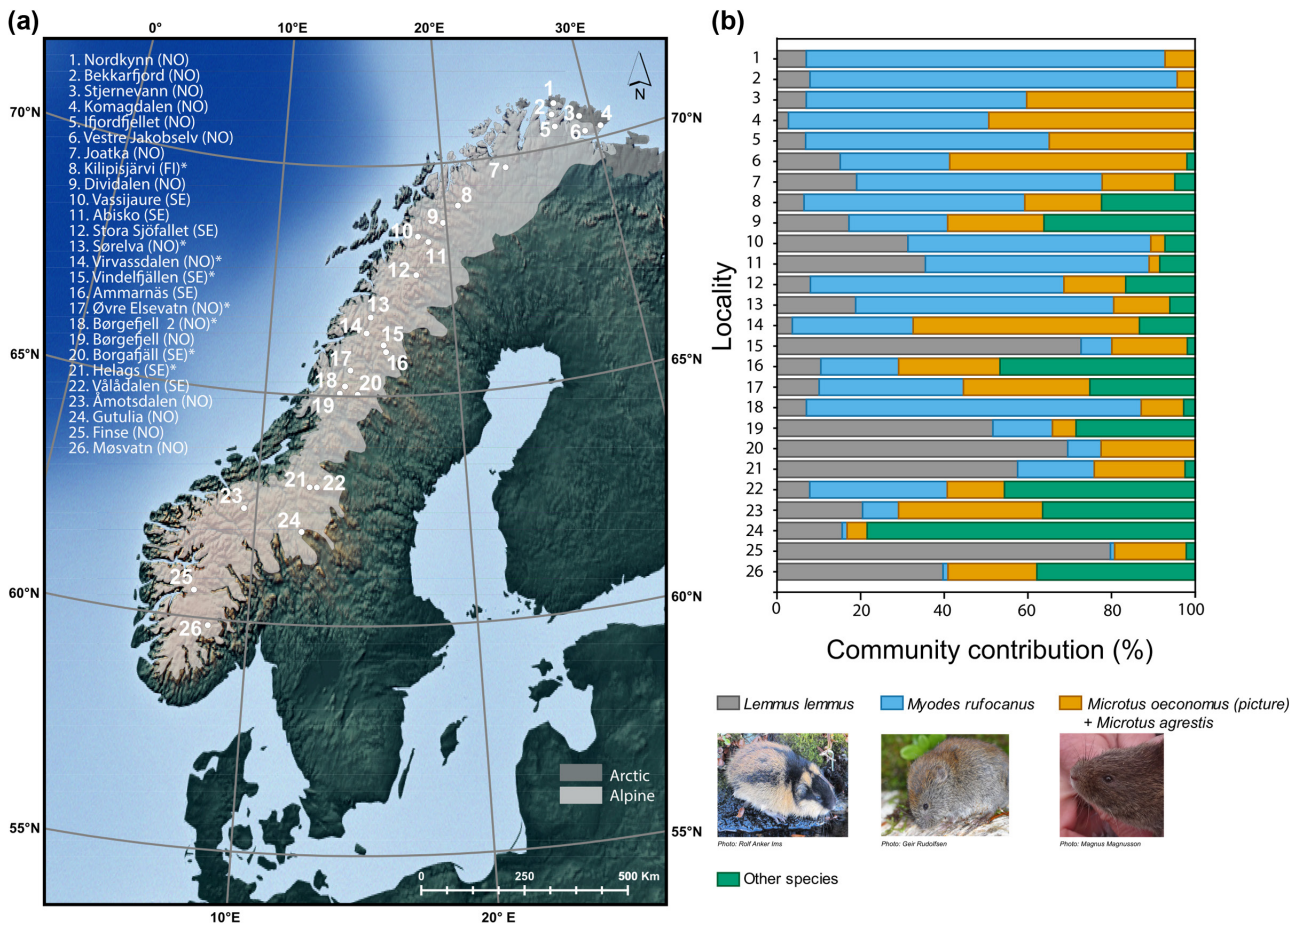 (a)
0°
10°E
20°E
30°E
1. Nordkynn (NO)
2. Bekkarfjord (NO)
3. Stjernevann (NO)
4. Komagdalen (NO)
5. Ifjordfjellet (NO)
6. Vestre Jakobselv (NO)
7. Joatka (NO)
8. Kilipisjärvi (FI)*
9. Dividalen (NO)
10. Vassijaure (SE)
11. Abisko (SE)
12. Stora Sjöfallet (SE)
13. Sørelva (NO)*
14. Virvassdalen (NO)*
15. Vindelfjällen (SE)*
16. Ammarnäs (SE)
17. Øvre Elsevatn (NO)*
18. Børgefjell 2 (NO)*
19. Børgefjell (NO)
20. Borgafjäll (SE)*
21. Helags (SE)*
22. Vålådalen (SE)
23. Åmotsdalen (NO)
24. Gutulia (NO)
25. Finse (NO)
26. Møsvatn (NO)
N
70°N
70°N
65°N
65°N
60°N
60°N
55°N
55°N
1
2
3
4
5
6
7
8
9
10
11
12
13
14
15
16
17
18
19
20
21
22
23
24
25
26
Arctic
Alpine
0
250
500 Km
10°E
20° E
(b)
Locality
1
2
3
4
5
6
7
8
9
10
11
12
13
14
15
16
17
18
19
20
21
22
23
24
25
26
0
20
40
60
80
100
Community contribution (%)
Lemmus lemmus
Myodes rufocanus
Microtus oeconomus (picture)
+ Microtus agrestis
Photo: Rolf Anker Ims
Photo: Geir Rudolfsen
Photo: Magnus Magnusson
Other species